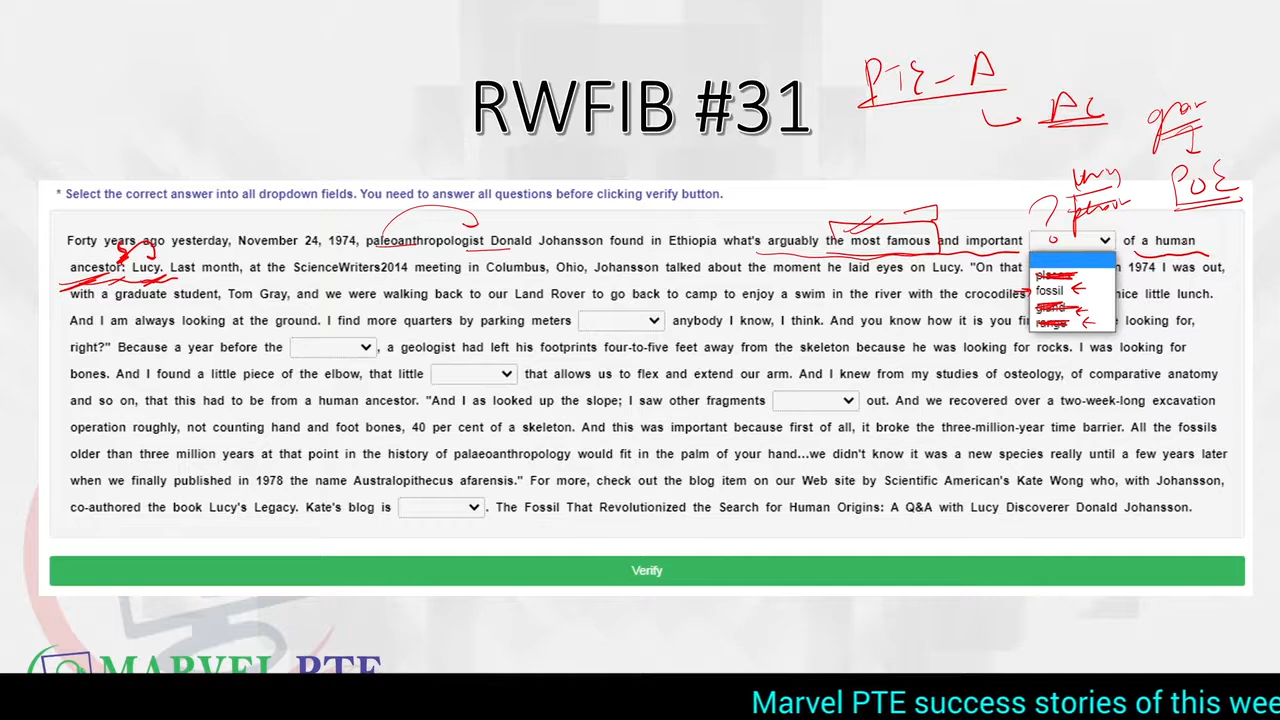 RWFIB #31
PTE-A
AC
POE
* Select the correct answer into all dropdown fields. You need to answer all questions before clicking verify button.
Forty years ago yesterday, November 24, 1974, paleoanthropologist Donald Johansson found in Ethiopia what's arguably the most famous and important of a human
ancestor: Lucy. Last month, at the ScienceWriters2014 meeting in Columbus, Ohio, Johansson talked about the moment he laid eyes on Lucy. "On that 1974 I was out,
fossil
with a graduate student, Tom Gray, and we were walking back to our Land Rover to go back to camp to enjoy a swim in the river with the crocodiles nice little lunch.
And I am always looking at the ground. I find more quarters by parking meters anybody I know, I think. And you know how it is you looking for,
right?" Because a year before the , a geologist had left his footprints four-to-five feet away from the skeleton because he was looking for rocks. I was looking for
bones. And I found a little piece of the elbow, that little that allows us to flex and extend our arm. And I knew from my studies of osteology, of comparative anatomy
and so on, that this had to be from a human ancestor. "And I as looked up the slope; I saw other fragments out. And we recovered over a two-week-long excavation
operation roughly, not counting hand and foot bones, 40 per cent of a skeleton. And this was important because first of all, it broke the three-million-year time barrier. All the fossils
older than three million years at that point in the history of palaeoanthropology would fit in the palm of your hand...we didn't know it was a new species really until a few years later
when we finally published in 1978 the name Australopithecus afarensis." For more, check out the blog item on our Web site by Scientific American's Kate Wong who, with Johansson,
co-authored the book Lucy's Legacy. Kate's blog is . The Fossil That Revolutionized the Search for Human Origins: A Q&A with Lucy Discoverer Donald Johansson.
Verify
MARVEL PTE
Marvel PTE success stories of this wee